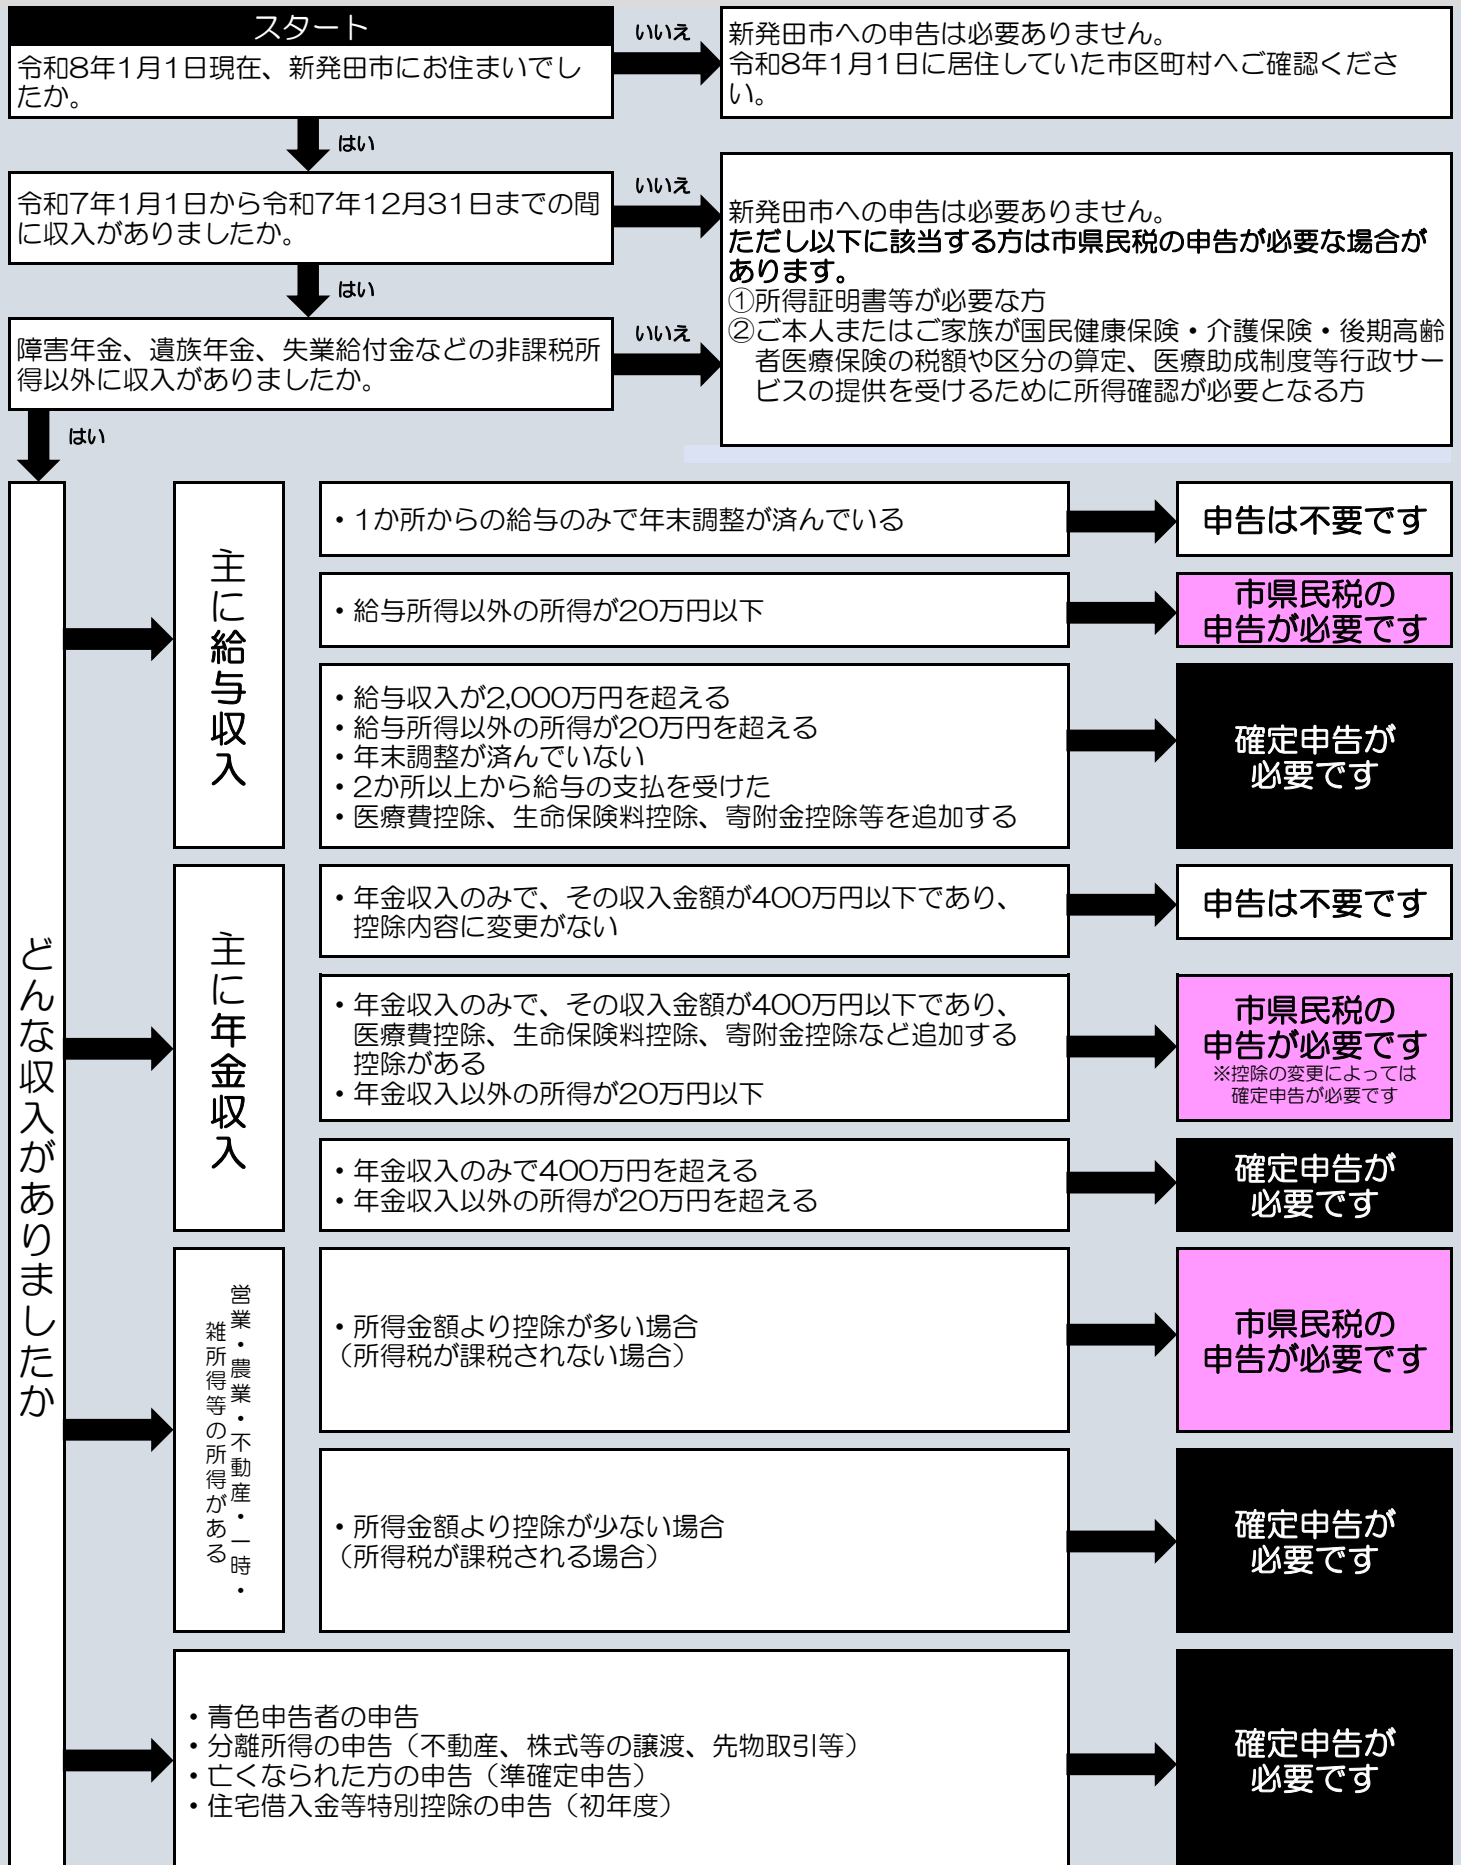 スタート
令和8年1月1日現在、新発田市にお住まいでし
たか。
いいえ
新発田市への申告は必要ありません。
令和8年1月1日に居住していた市区町村へご確認くださ
い。
はい
令和7年1月1日から令和7年12月31日までの間
に収入がありましたか。
いいえ
新発田市への申告は必要ありません。
ただし以下に該当する方は市県民税の申告が必要な場合が
あります。
①所得証明書等が必要な方
②ご本人またはご家族が国民健康保険・介護保険・後期高齢
者医療保険の税額や区分の算定、医療助成制度等行政サー
ビスの提供を受けるために所得確認が必要となる方
はい
障害年金、遺族年金、失業給付金などの非課税所
得以外に収入がありましたか。
いいえ
はい
どんな収入がありましたか
主に給与収入
・1か所からの給与のみで年末調整が済んでいる
申告は不要です
・給与所得以外の所得が20万円以下
市県民税の
申告が必要です
・給与収入が2,000万円を超える
・給与所得以外の所得が20万円を超える
・年末調整が済んでいない
・2か所以上から給与の支払を受けた
・医療費控除、生命保険料控除、寄附金控除等を追加する
確定申告が
必要です
主に年金収入
・年金収入のみで、その収入金額が400万円以下であり、
控除内容に変更がない
申告は不要です
・年金収入のみで、その収入金額が400万円以下であり、
医療費控除、生命保険料控除、寄附金控除など追加する
控除がある
・年金収入以外の所得が20万円以下
市県民税の
申告が必要です
※控除の変更によっては
確定申告が必要です
・年金収入のみで400万円を超える
・年金収入以外の所得が20万円を超える
確定申告が
必要です
営業・農業・不動産・一時・
雑所得等の所得がある
・所得金額より控除が多い場合
（所得税が課税されない場合）
市県民税の
申告が必要です
・所得金額より控除が少ない場合
（所得税が課税される場合）
確定申告が
必要です
・青色申告者の申告
・分離所得の申告（不動産、株式等の譲渡、先物取引等）
・亡くなられた方の申告（準確定申告）
・住宅借入金等特別控除の申告（初年度）
確定申告が
必要です